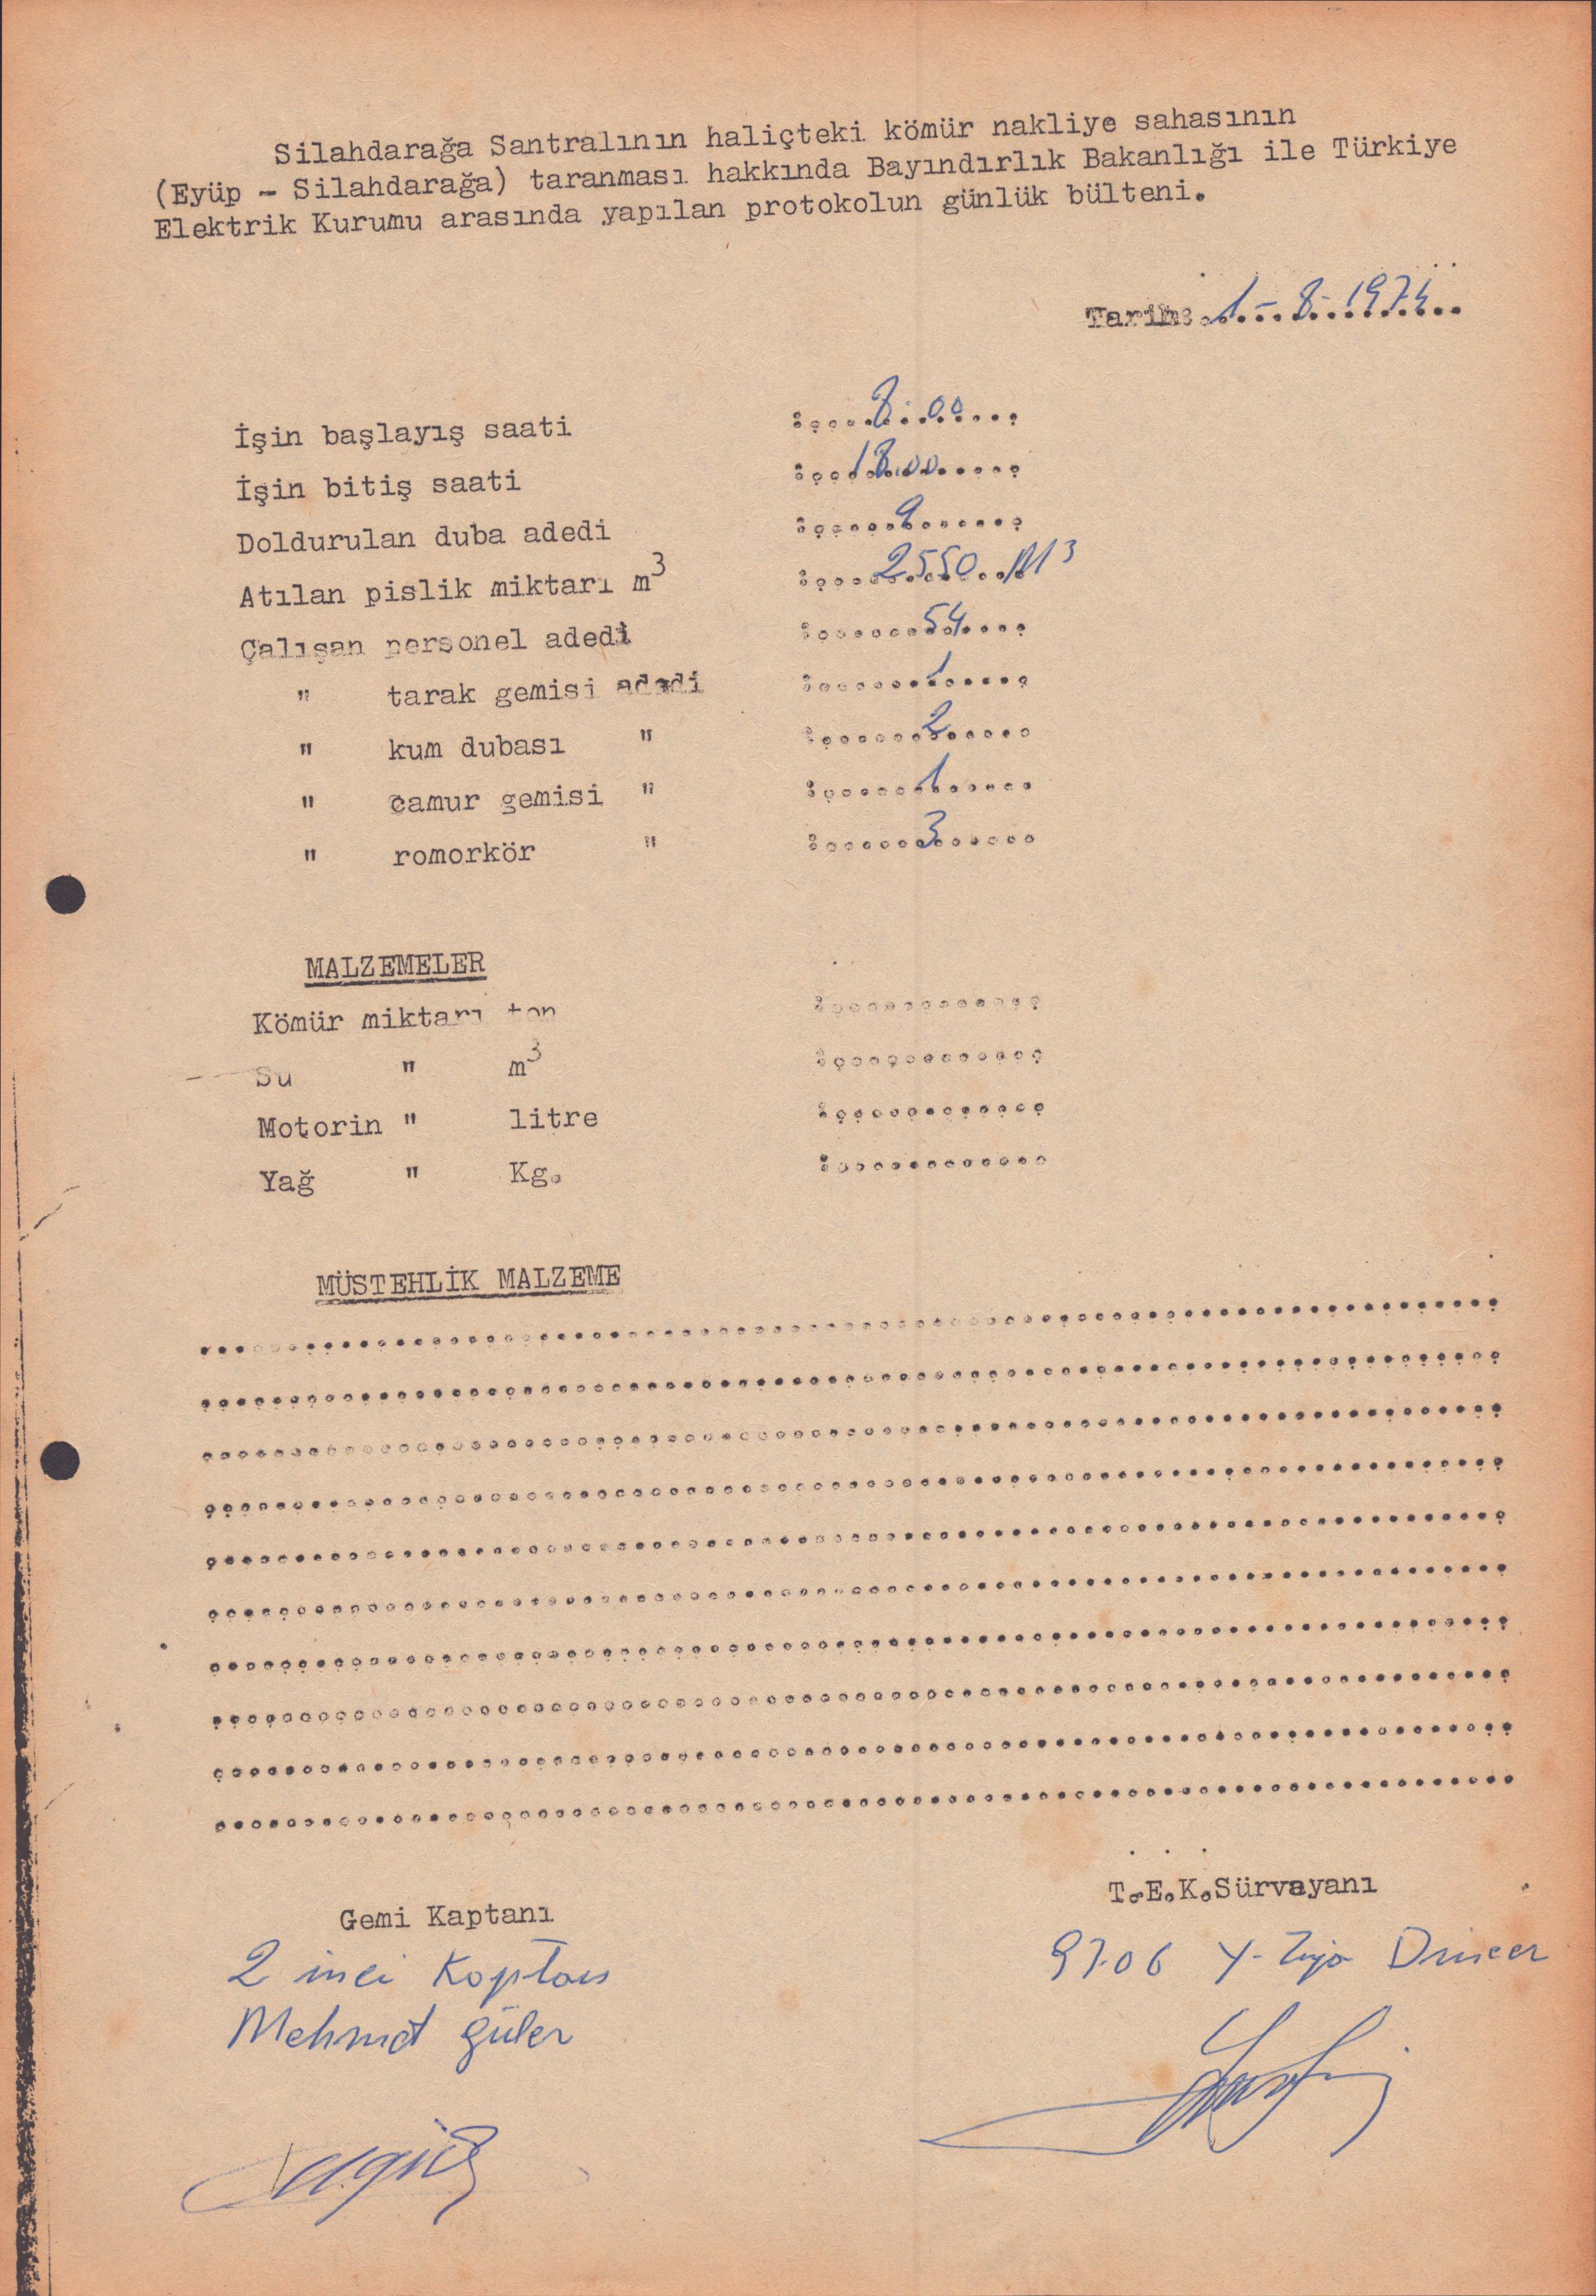 Silahdarağa Santralının haliçteki kömür nakliye sahasının
(Eyüp - Silahdarağa) taranması hakkında Bayındırlık Bakanlığı ile Türkiye
Elektrik Kurumu arasında yapılan protokolun günlük bülteni.
Tarih: 1-8-1974
İşin başlayış saati : 8.00
İşin bitiş saati : 18.00
Doldurulan duba adedi : 9
Atılan pislik miktarı m³ : 2550 M³
Çalışan personel adedi : 54
" tarak gemisi adedi : 1
" kum dubası " : 2
" çamur gemisi " : 1
" romorkör " : 3
MALZEMELER
Kömür miktarı ton :
Su " m³ :
Motorin " litre :
Yağ " Kg. :
MÜSTEHLİK MALZEME
T.E.K.Sürvayanı
Gemi Kaptanı
9706 Y. Ziya
2 inci Kaptan
Mehmet Güler